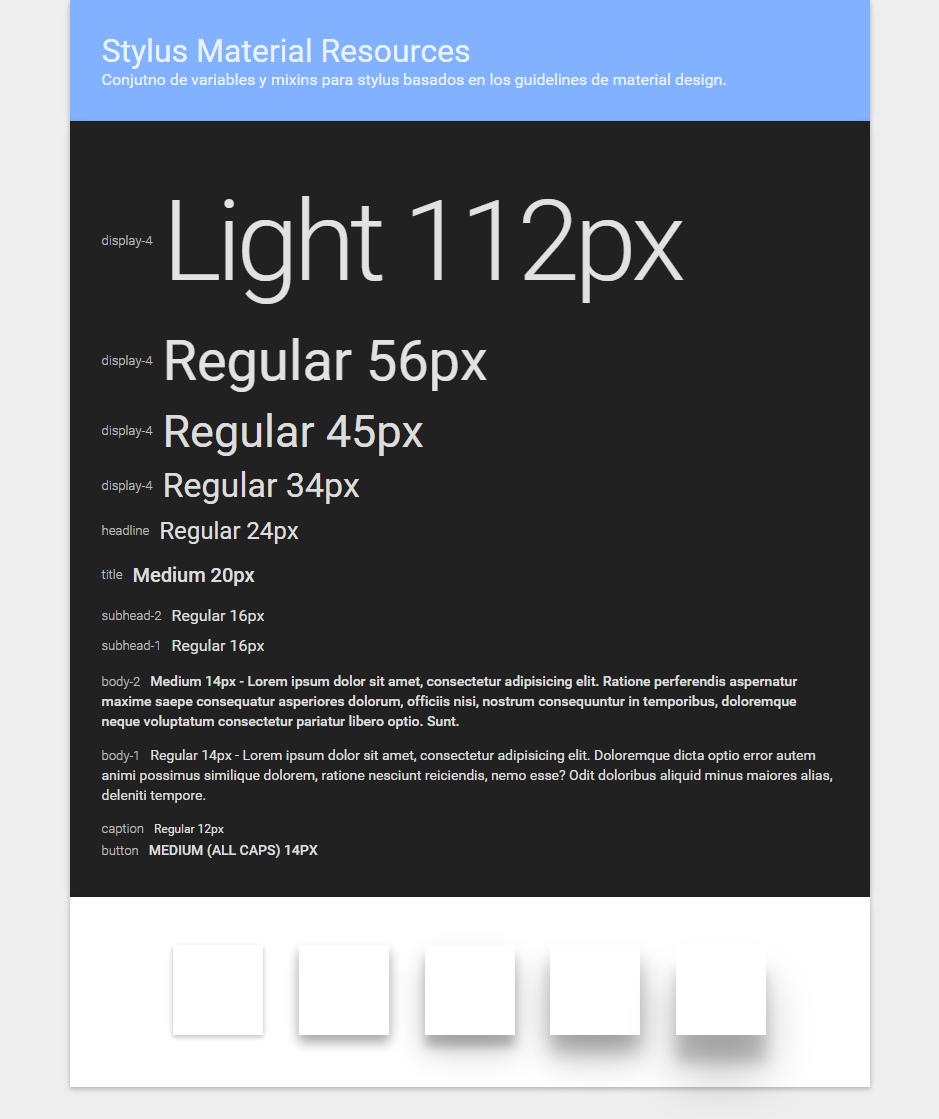 Stylus Material Resources
Conjutno de variables y mixins para stylus basados en los guidelines de material design.
display-4 Light 112px
display-4 Regular 56px
display-4 Regular 45px
display-4 Regular 34px
headline Regular 24px
title Medium 20px
subhead-2 Regular 16px
subhead-1 Regular 16px
body-2 Medium 14px - Lorem ipsum dolor sit amet, consectetur adipisicing elit. Ratione perferendis aspernatur
maxime saepe consequatur asperiores dolorum, officiis nisi, nostrum consequuntur in temporibus, doloremque
neque voluptatum consectetur pariatur libero optio. Sunt.
body-1 Regular 14px - Lorem ipsum dolor sit amet, consectetur adipisicing elit. Doloremque dicta optio error autem
animi possimus similique dolorem, ratione nesciunt reiciendis, nemo esse? Odit doloribus aliquid minus maiores alias,
deleniti tempore.
caption Regular 12px
button MEDIUM (ALL CAPS) 14PX